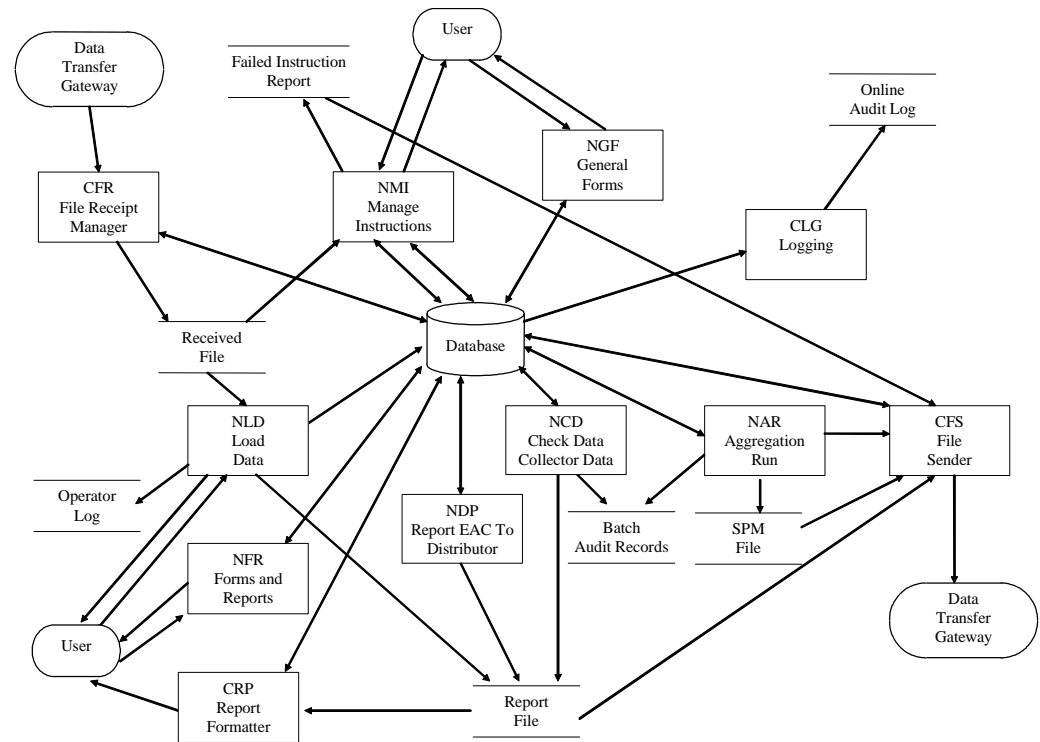 Data
Transfer
Gateway
Failed Instruction
Report
User
Online
Audit Log
NGF
General
Forms
CFR
File Receipt
Manager
NMI
Manage
Instructions
CLG
Logging
Received
File
Database
NLD
Load
Data
NCD
Check Data
Collector Data
NAR
Aggregation
Run
CFS
File
Sender
Operator
Log
NDP
Report EAC To
Distributor
Batch
Audit Records
SPM
File
NFR
Forms and
Reports
Data
Transfer
Gateway
User
CRP
Report
Formatter
Report
File